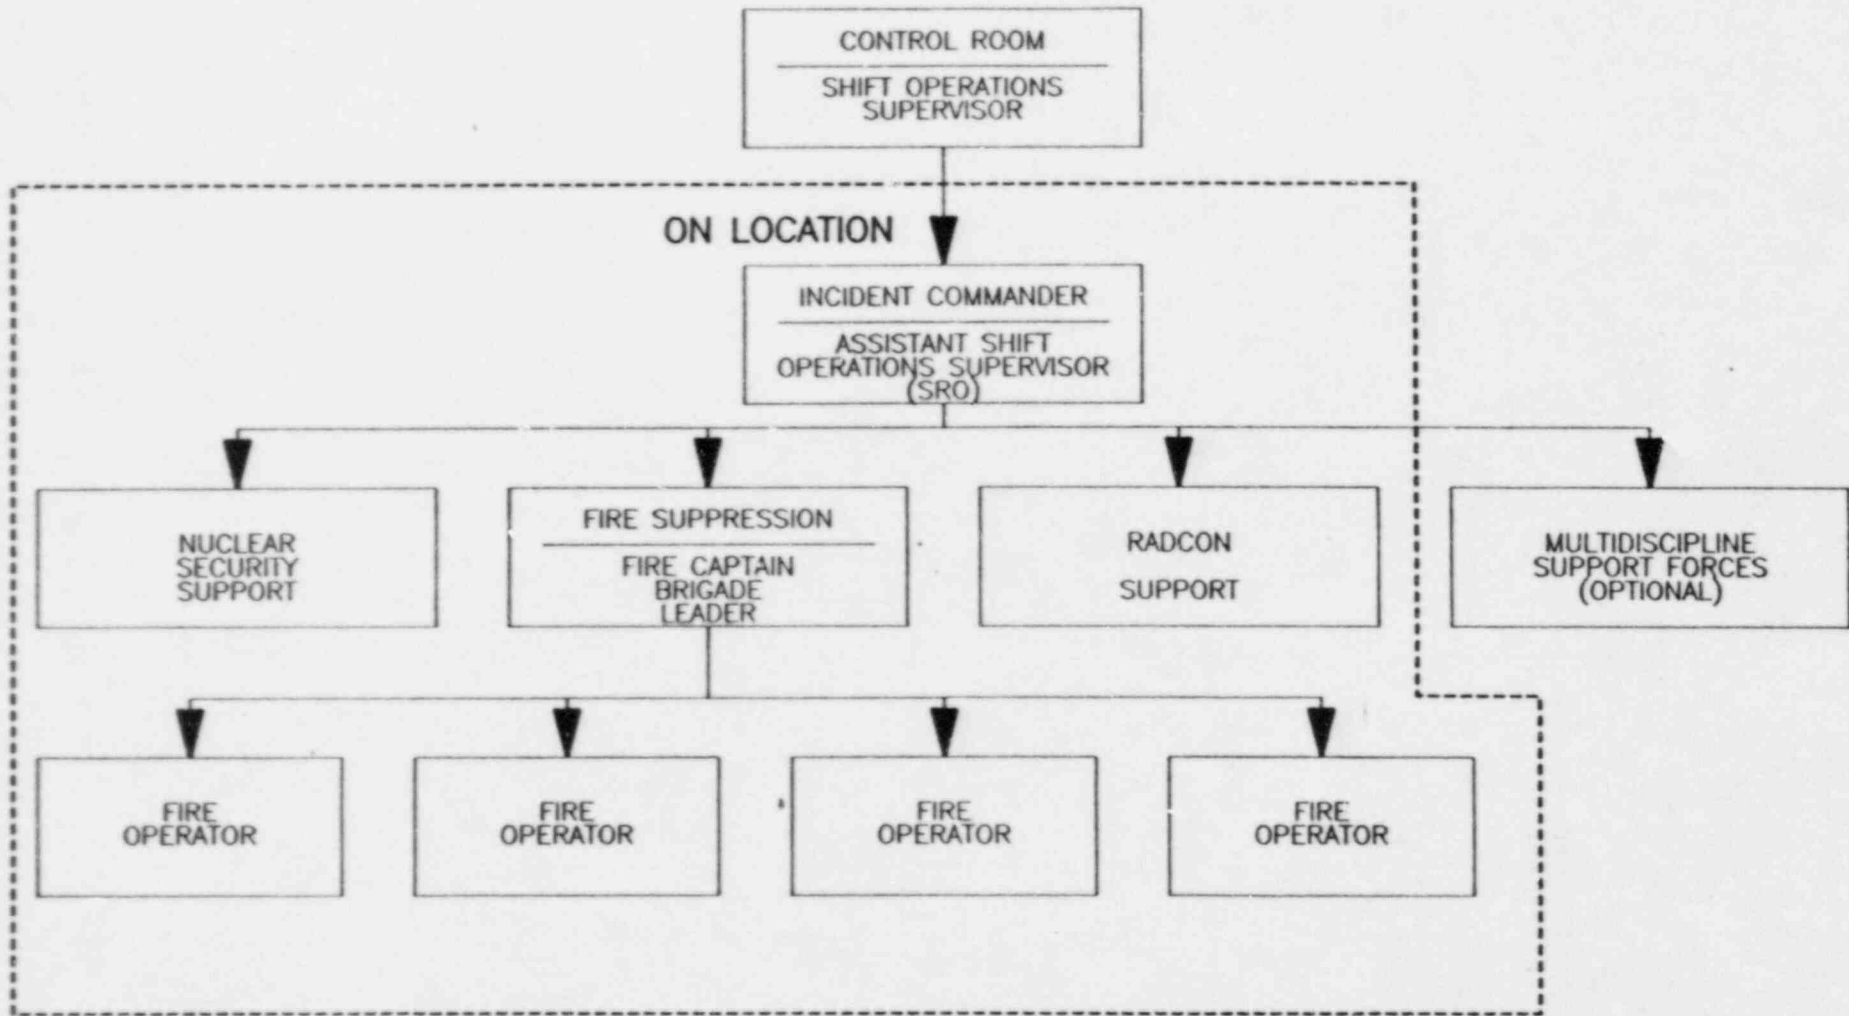 CONTROL ROOM
SHIFT OPERATIONS
SUPERVISOR
ON LOCATION
INCIDENT COMMANDER
ASSISTANT SHIFT
OPERATIONS SUPERVISOR
(SRO)
NUCLEAR
SECURITY
SUPPORT
FIRE SUPPRESSION
FIRE CAPTAIN
BRIGADE
LEADER
RADCON
SUPPORT
MULTIDISCIPLINE
SUPPORT FORCES
(OPTIONAL)
FIRE
OPERATOR
FIRE
OPERATOR
FIRE
OPERATOR
FIRE
OPERATOR